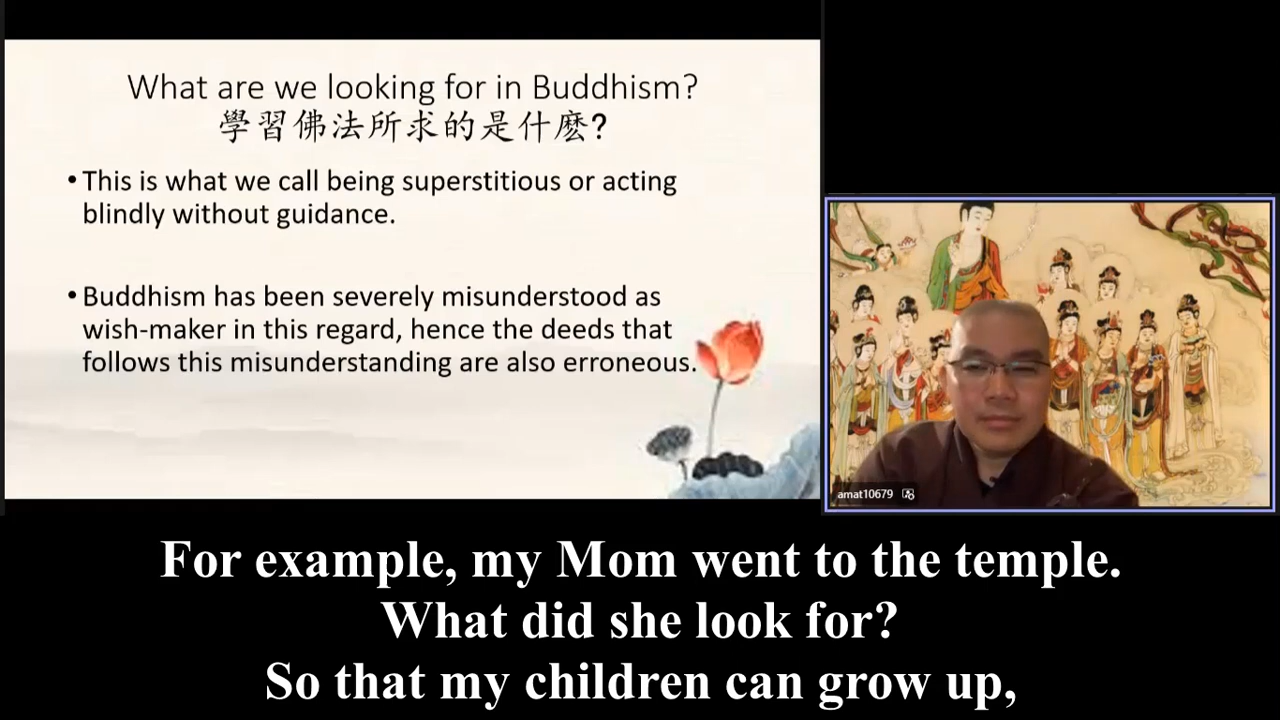 What are we looking for in Buddhism?
學習佛法所求的是什麼?
• This is what we call being superstitious or acting
blindly without guidance.
• Buddhism has been severely misunderstood as
wish-maker in this regard, hence the deeds that
follows this misunderstanding are also erroneous.
amat10679
For example, my Mom went to the temple.
What did she look for?
So that my children can grow up,